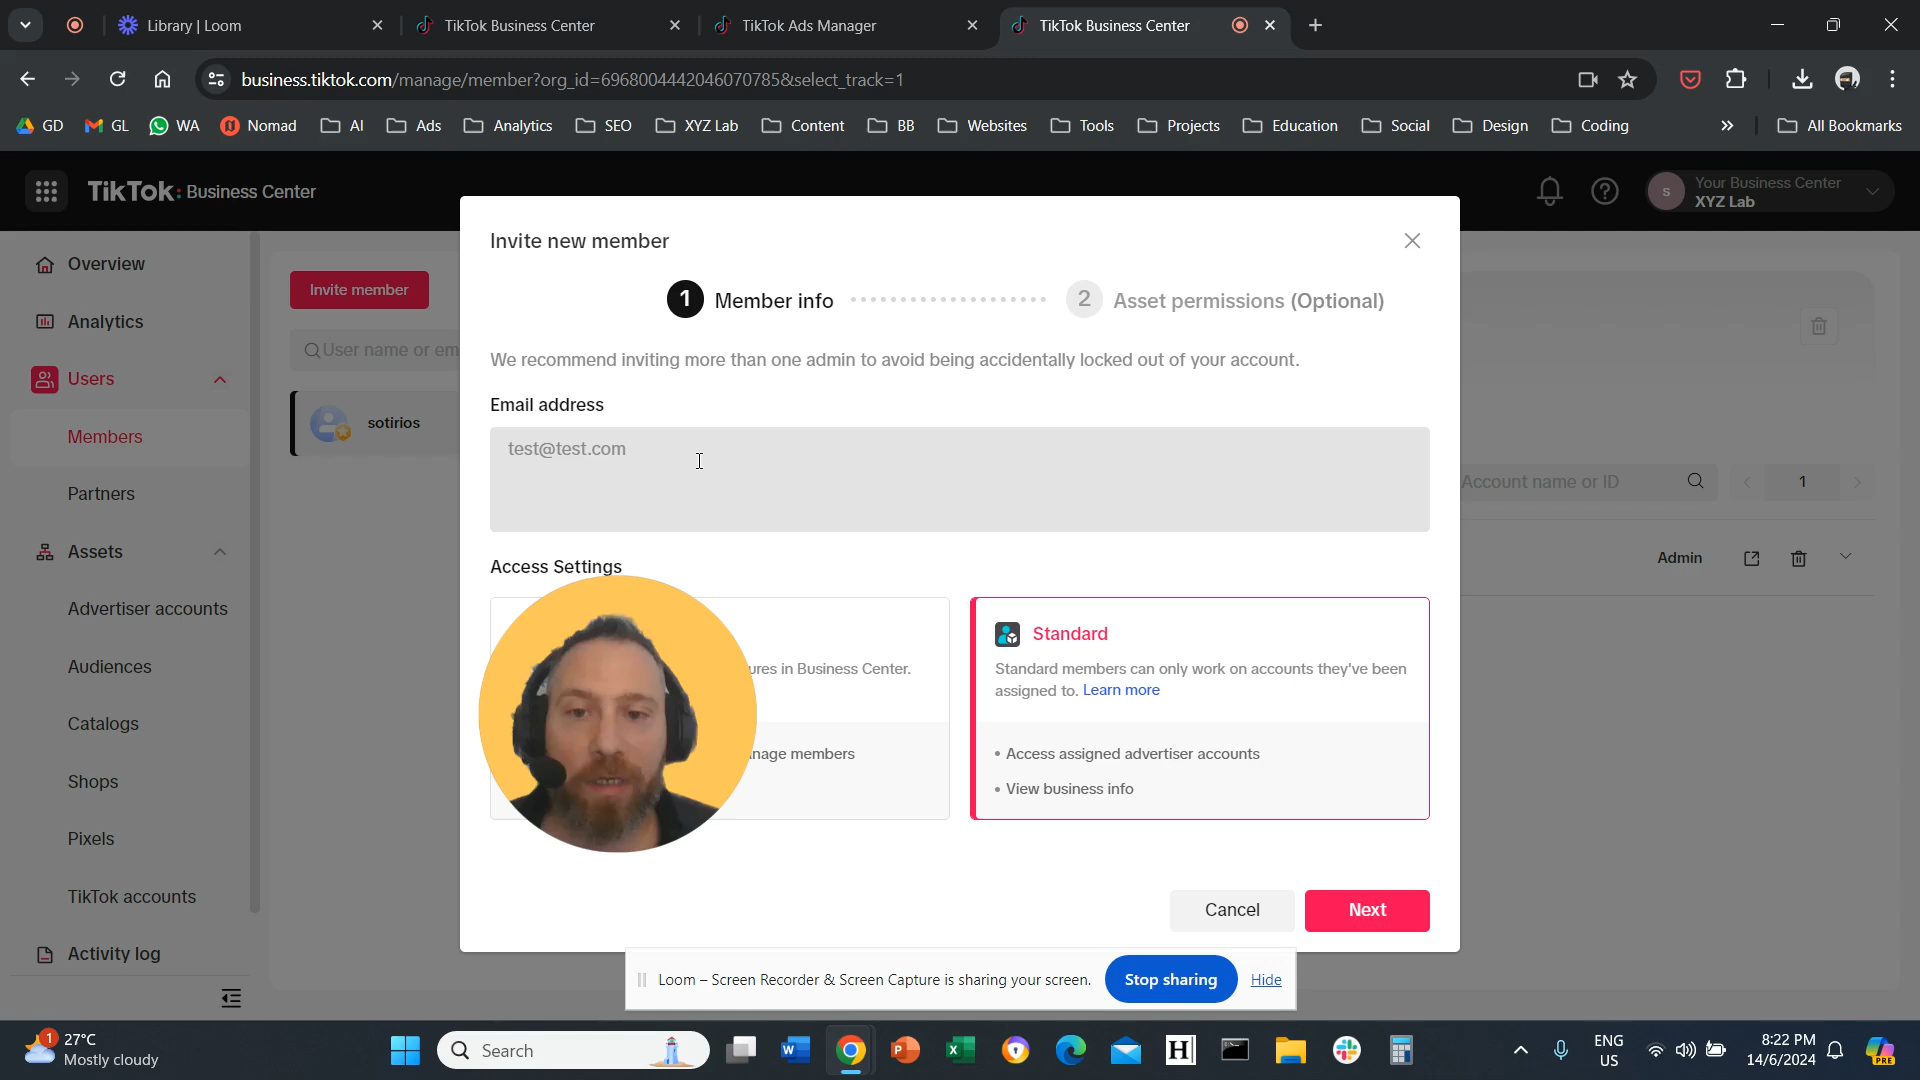 Library | Loom
TikTok Business Center
TikTok Ads Manager
TikTok Business Center
business.tiktok.com/manage/member?org_id=6968004442046070785&select_track=1
GD
GL
WA
Nomad
AI
Ads
Analytics
SEO
XYZ Lab
Content
BB
Websites
Tools
Projects
Education
Social
Design
Coding
All Bookmarks
TikTok: Business Center
S
Your Business Center
XYZ Lab
Overview
Analytics
Users
Members
Partners
Assets
Advertiser accounts
Audiences
Catalogs
Shops
Pixels
TikTok accounts
Activity log
Invite member
User name or em
sotirios
Invite new member
1 Member info
2 Asset permissions (Optional)
We recommend inviting more than one admin to avoid being accidentally locked out of your account.
Email address
test@test.com
Access Settings
ures in Business Center.
nage members
Standard
Standard members can only work on accounts they've been
assigned to. Learn more
• Access assigned advertiser accounts
• View business info
Cancel
Next
Account name or ID
1
Admin
Loom – Screen Recorder & Screen Capture is sharing your screen.
Stop sharing
Hide
1
27°C
Mostly cloudy
Search
ENG
US
8:22 PM
14/6/2024
PRE